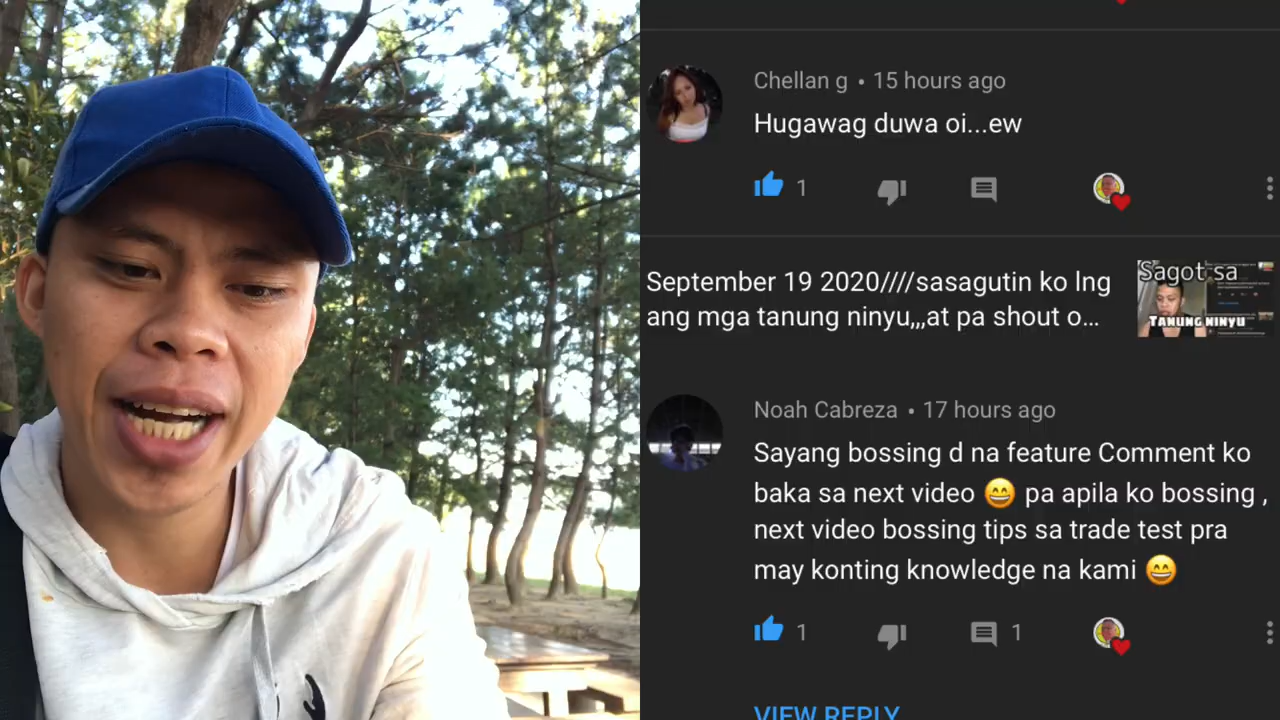 Chellan g • 15 hours ago
Hugawag duwa oi...ew
1
September 19 2020////sasagutin ko lng
ang mga tanung ninyu,,,at pa shout o...
Sagot sa
TANUNG NINYU
Noah Cabreza • 17 hours ago
Sayang bossing d na feature Comment ko
baka sa next video 😄 pa apila ko bossing ,
next video bossing tips sa trade test pra
may konting knowledge na kami 😄
1 1
VIEW REPLY